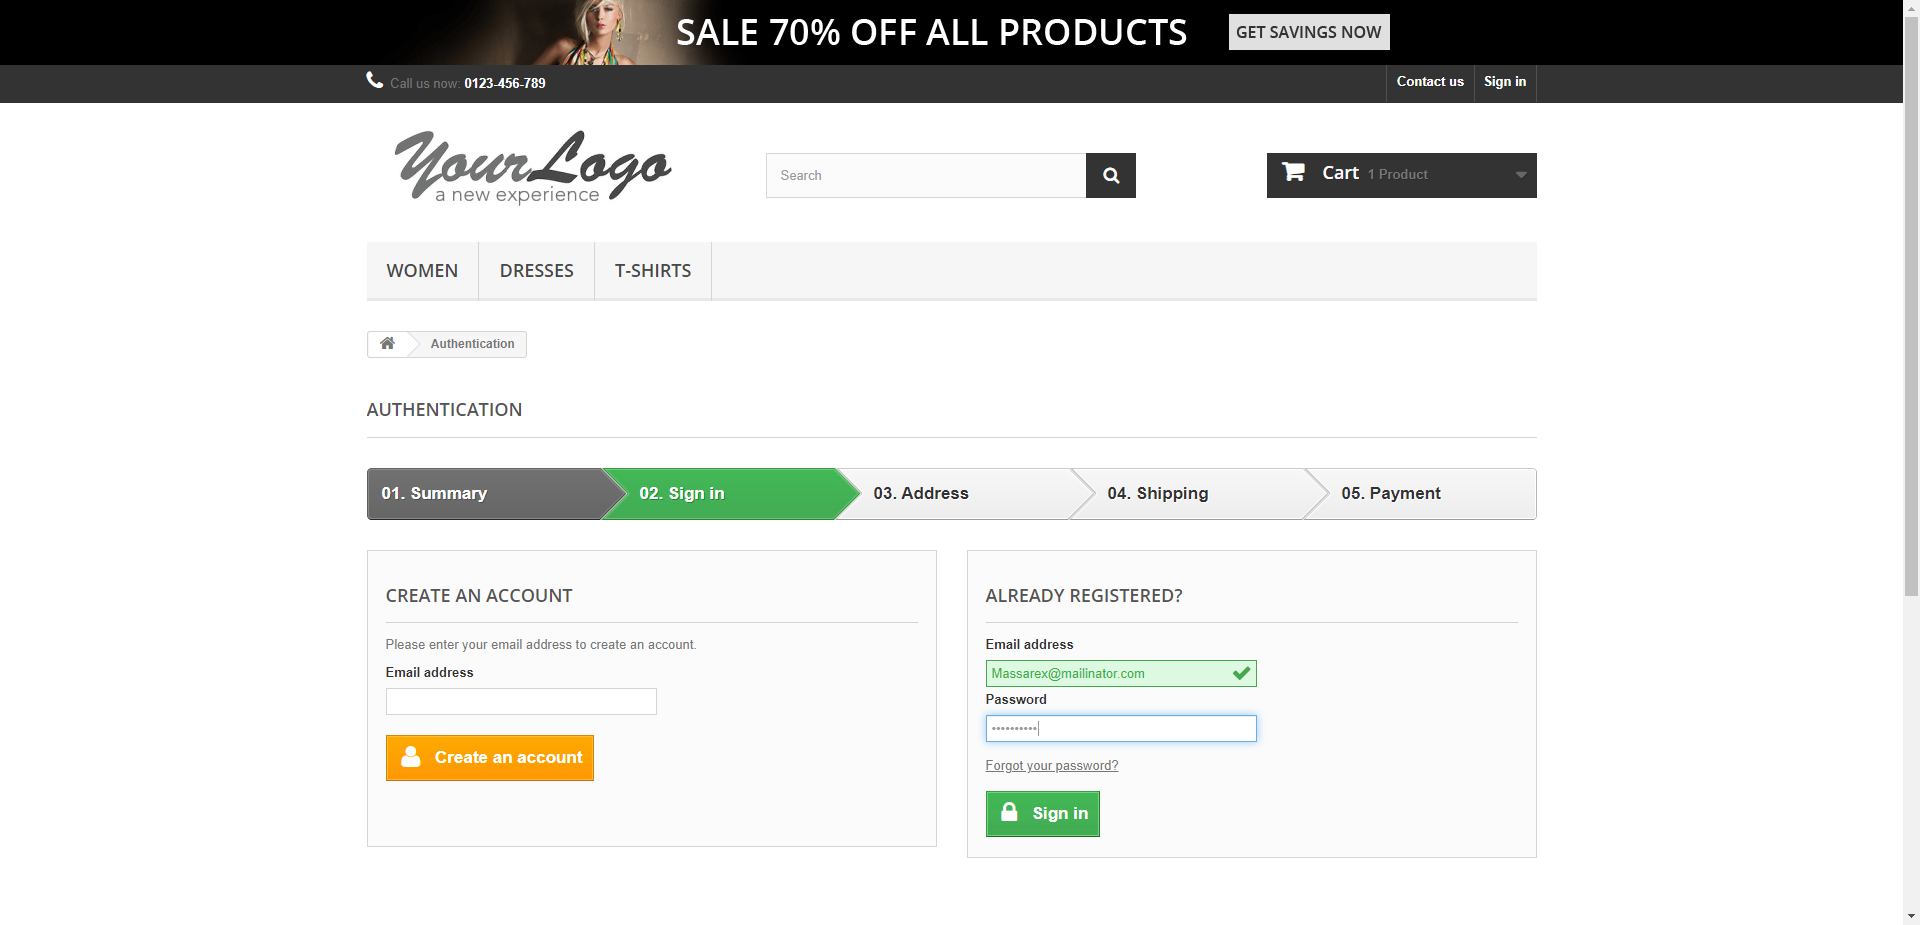 SALE 70% OFF ALL PRODUCTS GET SAVINGS NOW
Call us now: 0123-456-789 Contact us Sign in
YourLogo
a new experience
Search
Cart 1 Product
WOMEN DRESSES T-SHIRTS
Authentication
AUTHENTICATION
01. Summary 02. Sign in 03. Address 04. Shipping 05. Payment
CREATE AN ACCOUNT
Please enter your email address to create an account.
Email address
Create an account
ALREADY REGISTERED?
Email address
Massarex@mailinator.com
Password
••••••••••
Forgot your password?
Sign in